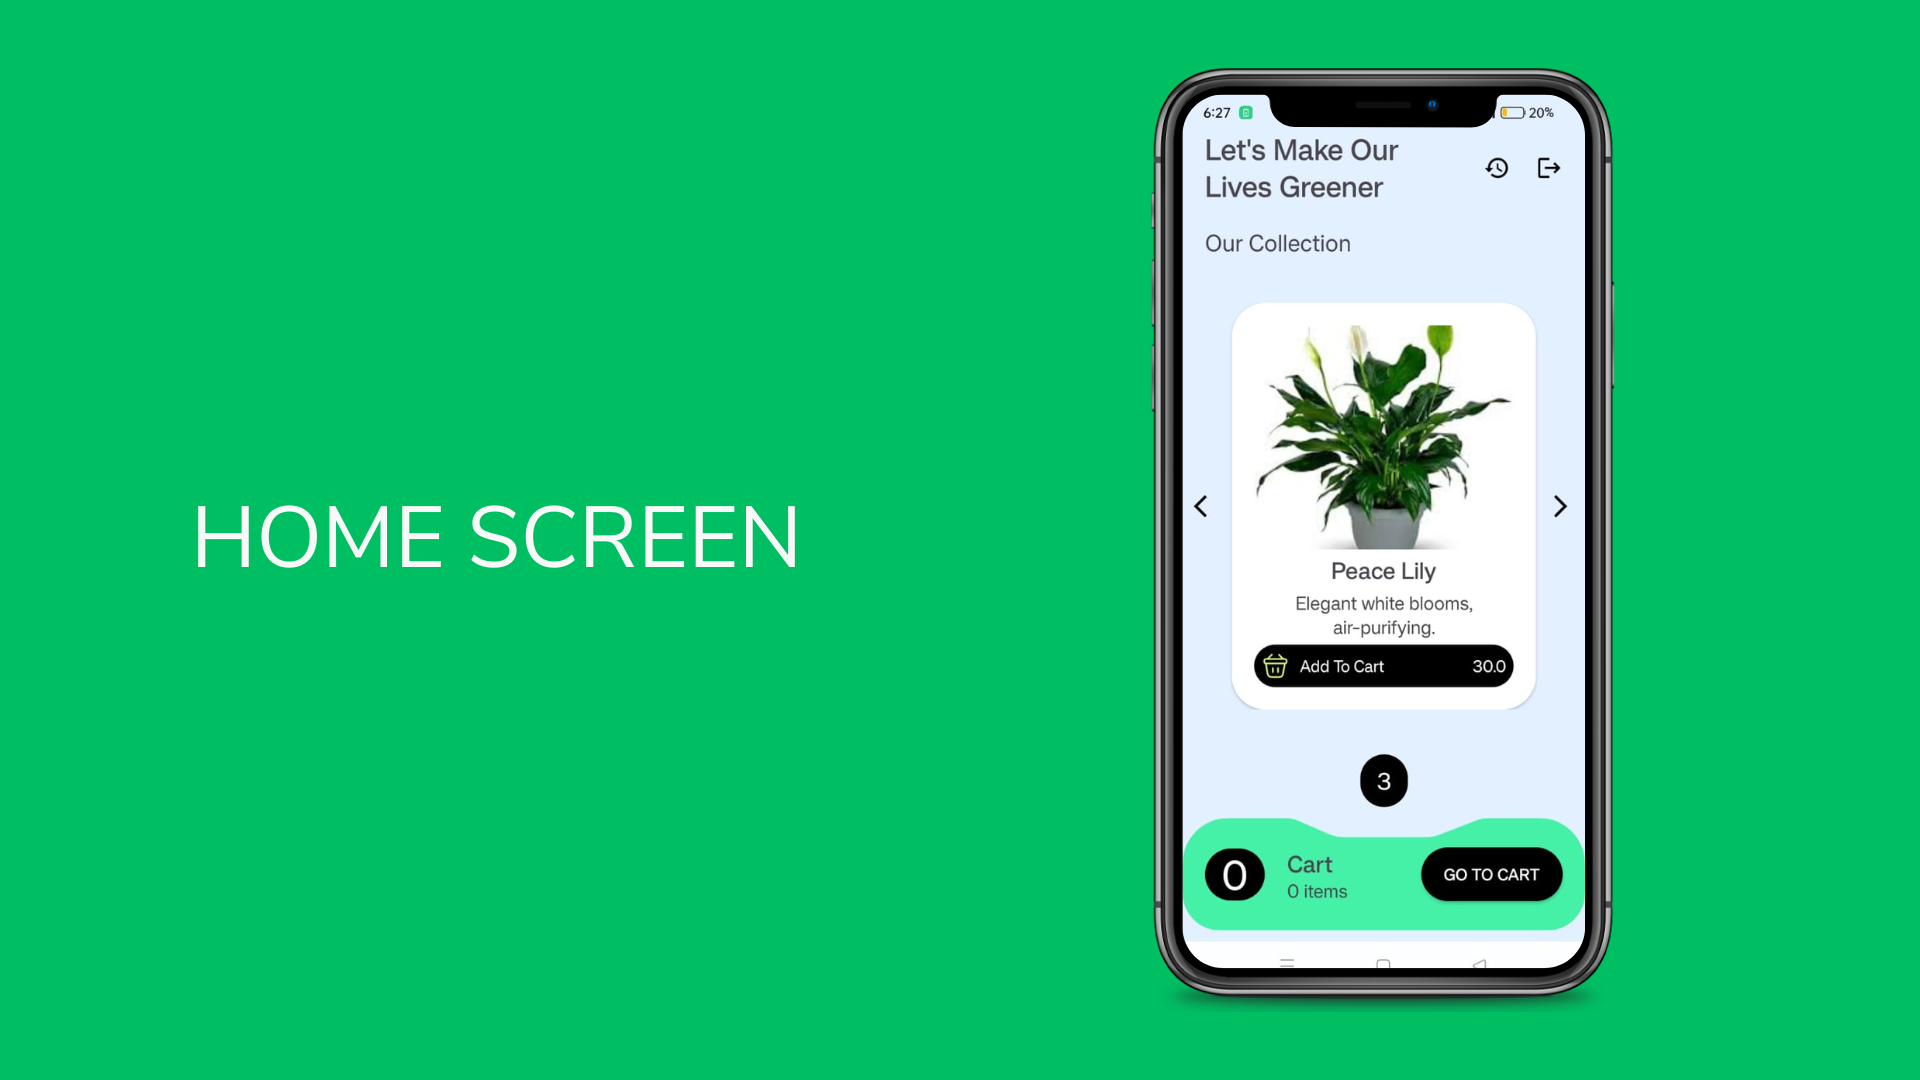 HOME SCREEN
6:27
20%
Let's Make Our
Lives Greener
Our Collection
Peace Lily
Elegant white blooms,
air-purifying.
Add To Cart 30.0
3
0
Cart
0 items
GO TO CART